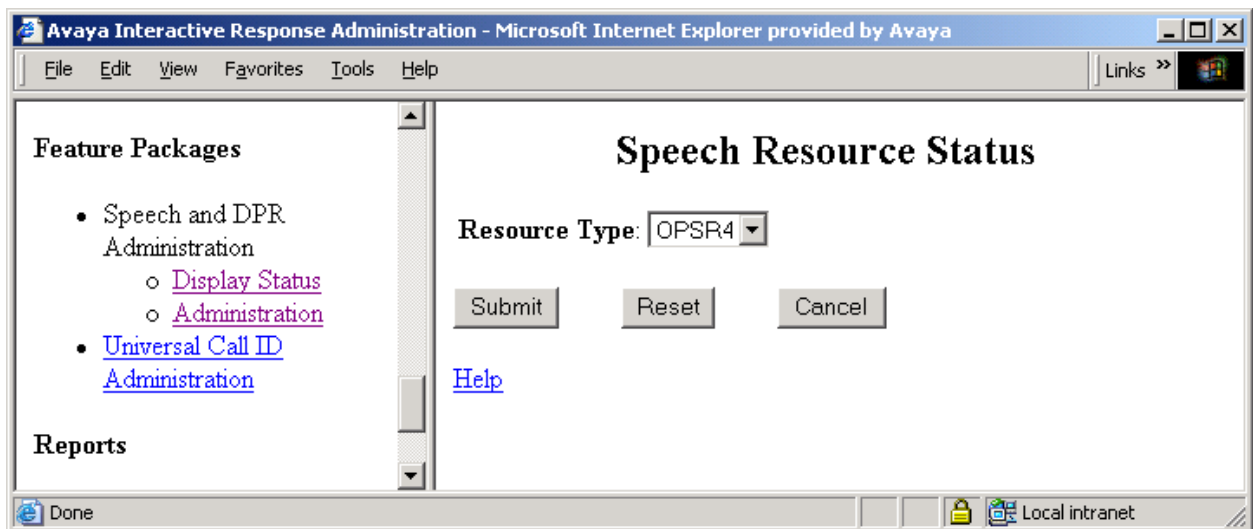 Avaya Interactive Response Administration - Microsoft Internet Explorer provided by Avaya
File Edit View Favorites Tools Help
Links »
Feature Packages
• Speech and DPR
Administration
o Display Status
o Administration
• Universal Call ID
Administration
Reports
Speech Resource Status
Resource Type: OPSR4
Submit Reset Cancel
Help
Done
Local intranet